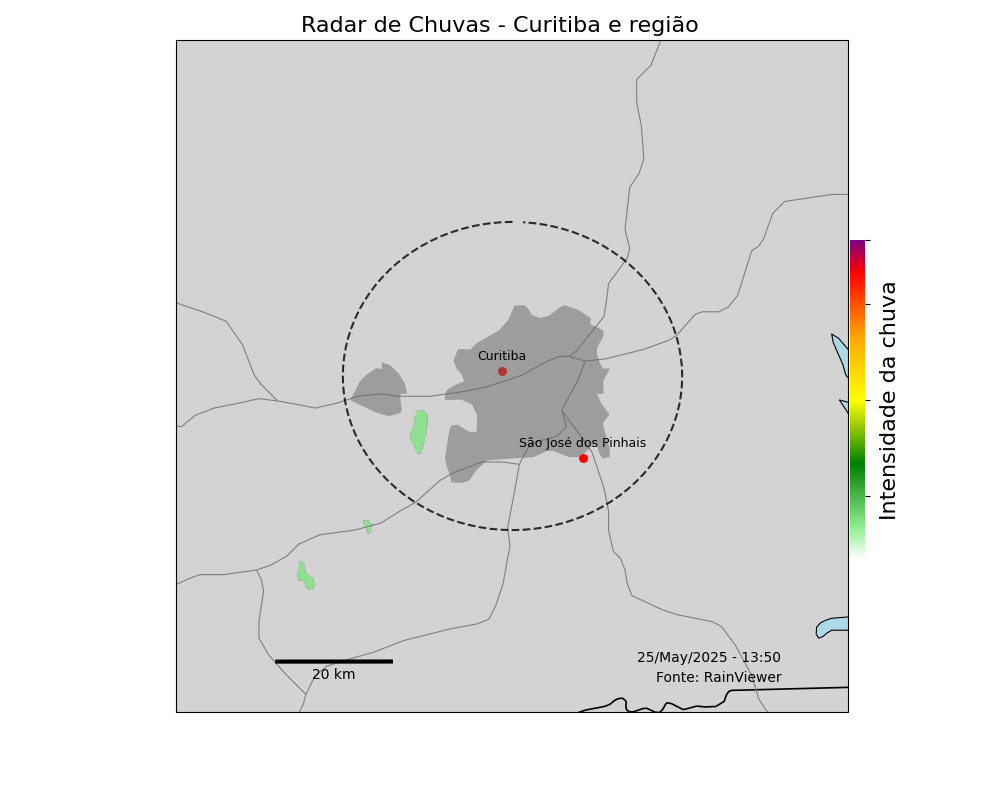 Radar de Chuvas - Curitiba e região
Curitiba
São José dos Pinhais
Intensidade da chuva
25/May/2025 - 13:50
20 km
Fonte: RainViewer